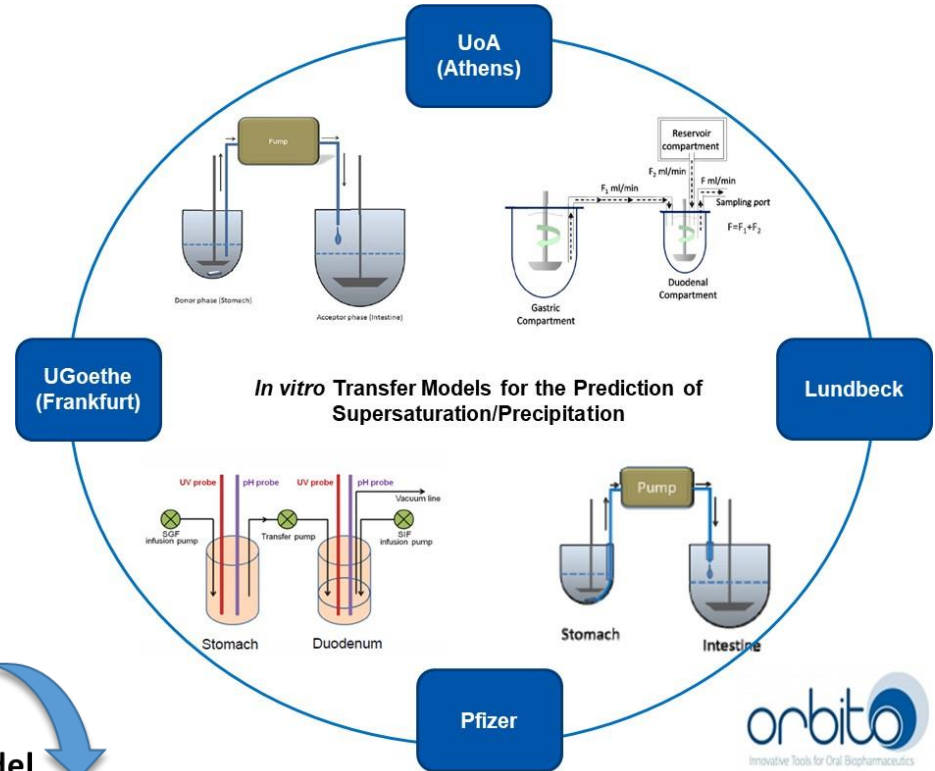 UoA
(Athens)
Pump
Donor phase (Stomach)
Acceptor phase (Intestine)
Reservoir
compartment
F₂ ml/min
F ml/min
F₁ ml/min
Sampling port
F=F₁+F₂
Gastric
Compartment
Duodenal
Compartment
UGoethe
(Frankfurt)
In vitro Transfer Models for the Prediction of
Supersaturation/Precipitation
Lundbeck
UV probe
pH probe
UV probe
pH probe
Vacuum line
SGF
infusion pump
Transfer pump
SIF
infusion pump
Stomach
Duodenum
Pump
Stomach
Intestine
Pfizer
orbito
Innovative Tools for Oral Biopharmaceutics